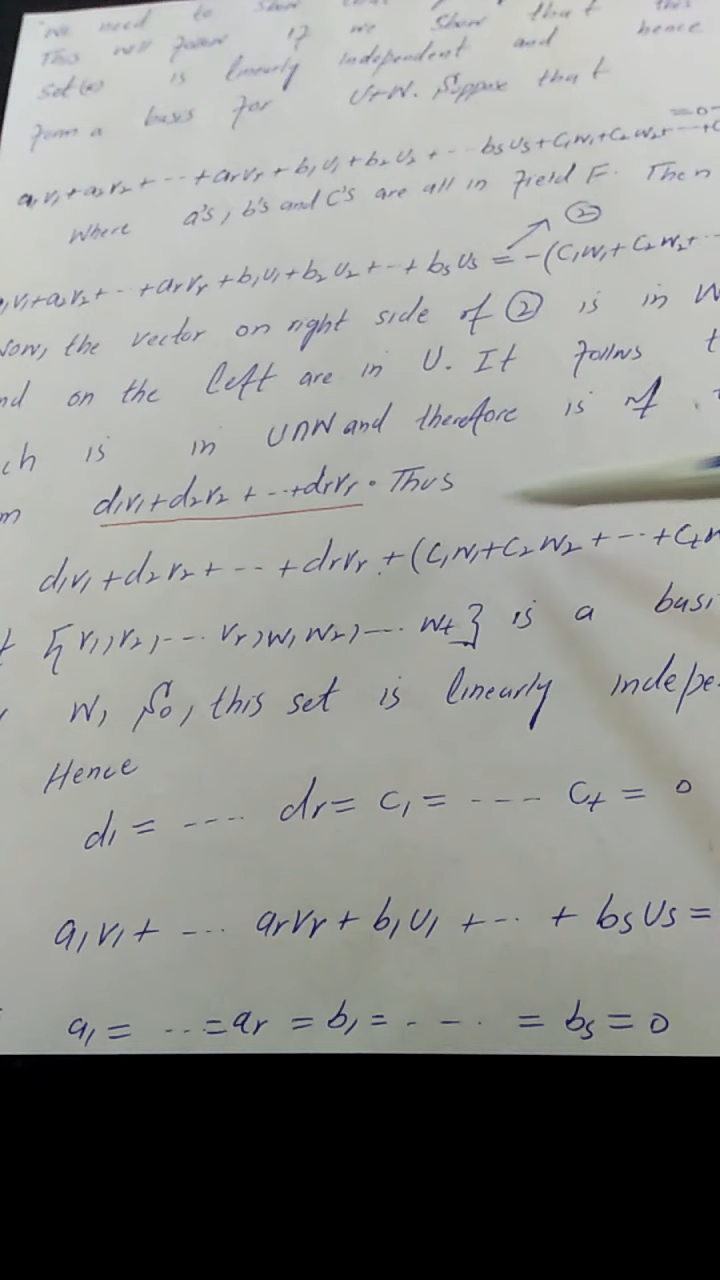 we need to show that this
This will follow if we show that
set(*) is linearly independent and hence
form a basis for U+W. Suppose that
=0
a1v1+a2v2+---+arvr+b1u1+b2u2+---bsus+c1w1+c2w2+---+c
Where a's, b's and c's are all in field F. Then
②
1v1+a2v2+---+arvr+b1u1+b2u2+--+bsus=-(c1w1+c2w2+--
Now, the vector on right side of ② is in W
nd on the left are in U. It follows t
ch is in U∩W and therefore is of
m d1v1+d2v2+---+drvr. Thus
d1v1+d2v2+---+drvr+(c1w1+c2w2+---+ctw
t {v1,v2,---vr,w1,w2,---wt} is a basi
W, So, this set is linearly indepe
Hence
d1=----dr=c1=----ct=0
a1v1+---arvr+b1u1+--+bsus=
a1=---=ar=b1=----=bs=0